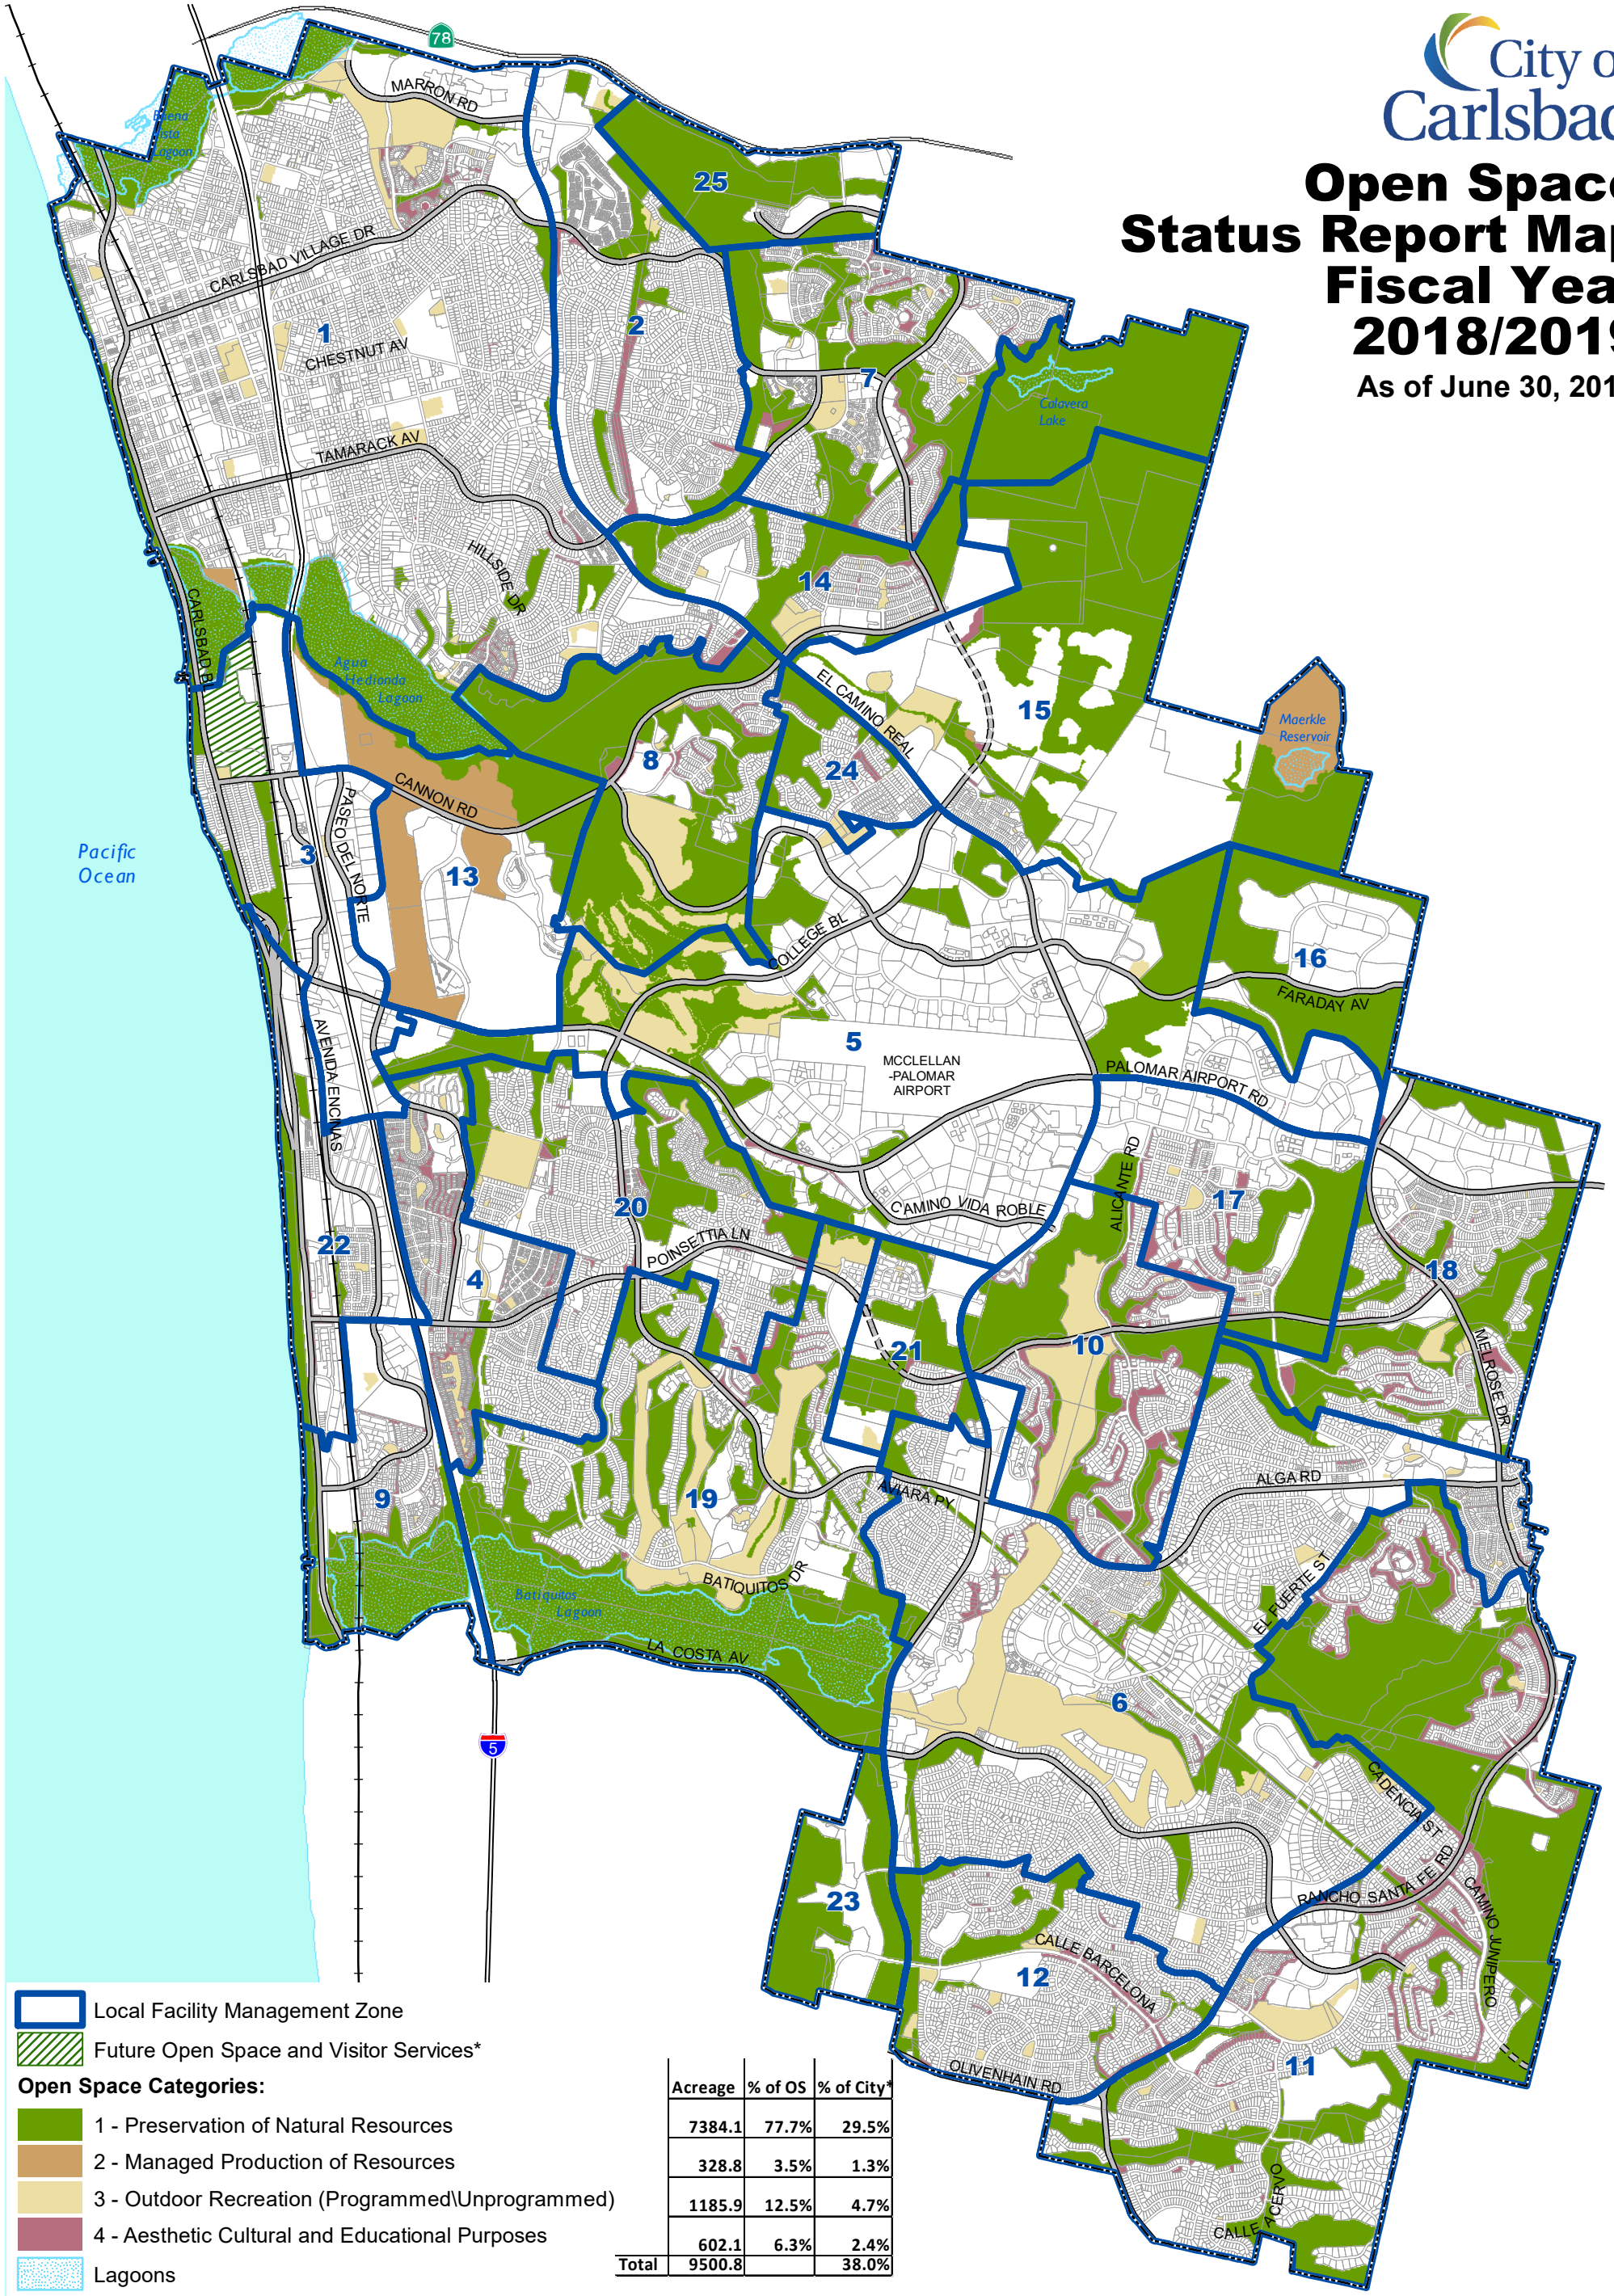 City o
Carlsbad
Open Space
Status Report Map
Fiscal Yea
2018/2019
As of June 30, 201
78
MARRON RD
Buena
Vista
Lagoon
25
CARLSBAD VILLAGE DR
1
2
CHESTNUT AV
7
Calavera
Lake
TAMARACK AV
HILLSIDE DR
14
CARLSBAD B
Agua
Hedionda
Lagoon
EL CAMINO REAL
15
Maerkle
Reservoir
8
24
CANNON RD
PASEO DEL NORTE
Pacific
Ocean
3
13
COLLEGE BL
16
FARADAY AV
AVENIDA ENCINAS
5
MCCLELLAN
-PALOMAR
AIRPORT
PALOMAR AIRPORT RD
ALICANTE RD
17
20
CAMINO VIDA ROBLE
POINSETTIA LN
22
4
18
21
10
MELROSE DR
ALGA RD
9
19
AVIARA PY
BATIQUITOS DR
EL FUERTE ST
Batiquitos
Lagoon
LA COSTA AV
6
5
CADENCIA ST
RANCHO SANTA FE RD
23
CAMINO JUNIPERO
CALLE BARCELONA
12
OLIVENHAIN RD
11
CALLE ACERVO
Local Facility Management Zone
Future Open Space and Visitor Services*
Open Space Categories:
Acreage % of OS % of City*
1 - Preservation of Natural Resources 7384.1 77.7% 29.5%
2 - Managed Production of Resources 328.8 3.5% 1.3%
3 - Outdoor Recreation (Programmed\Unprogrammed) 1185.9 12.5% 4.7%
4 - Aesthetic Cultural and Educational Purposes 602.1 6.3% 2.4%
Total 9500.8 38.0%
Lagoons